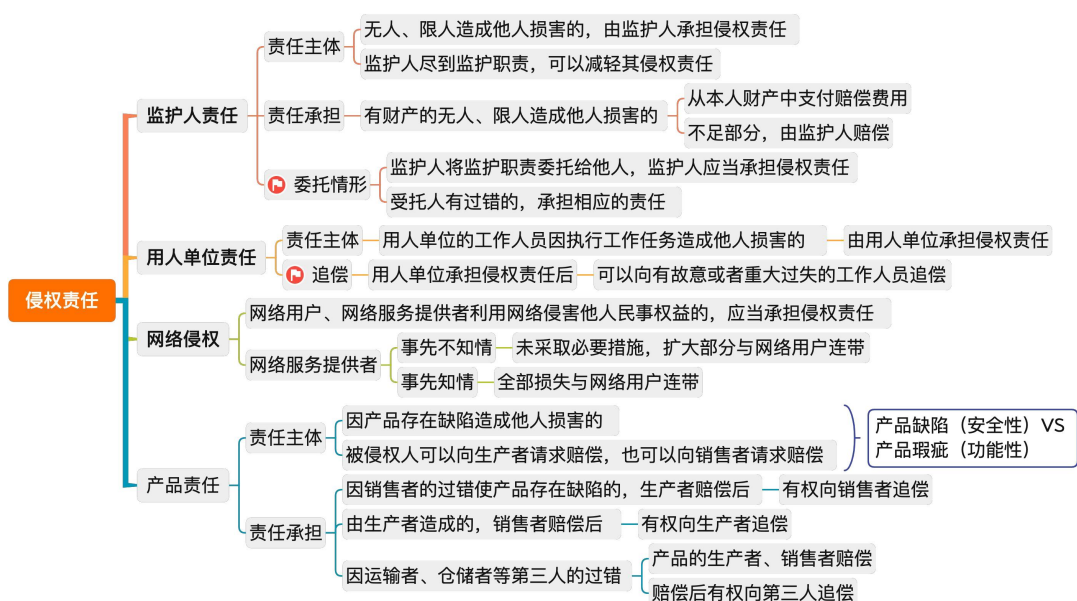 侵权责任
监护人责任
责任主体
无人、限人造成他人损害的，由监护人承担侵权责任
监护人尽到监护职责，可以减轻其侵权责任
责任承担
有财产的无人、限人造成他人损害的
从本人财产中支付赔偿费用
不足部分，由监护人赔偿
委托情形
监护人将监护职责委托给他人，监护人应当承担侵权责任
受托人有过错的，承担相应的责任
用人单位责任
责任主体
用人单位的工作人员因执行工作任务造成他人损害的
由用人单位承担侵权责任
追偿
用人单位承担侵权责任后
可以向有故意或者重大过失的工作人员追偿
网络侵权
网络用户、网络服务提供者利用网络侵害他人民事权益的，应当承担侵权责任
网络服务提供者
事先不知情
未采取必要措施，扩大部分与网络用户连带
事先知情
全部损失与网络用户连带
产品责任
责任主体
因产品存在缺陷造成他人损害的
被侵权人可以向生产者请求赔偿，也可以向销售者请求赔偿
产品缺陷（安全性）VS
产品瑕疵（功能性）
责任承担
因销售者的过错使产品存在缺陷的，生产者赔偿后
有权向销售者追偿
由生产者造成的，销售者赔偿后
有权向生产者追偿
因运输者、仓储者等第三人的过错
产品的生产者、销售者赔偿
赔偿后有权向第三人追偿